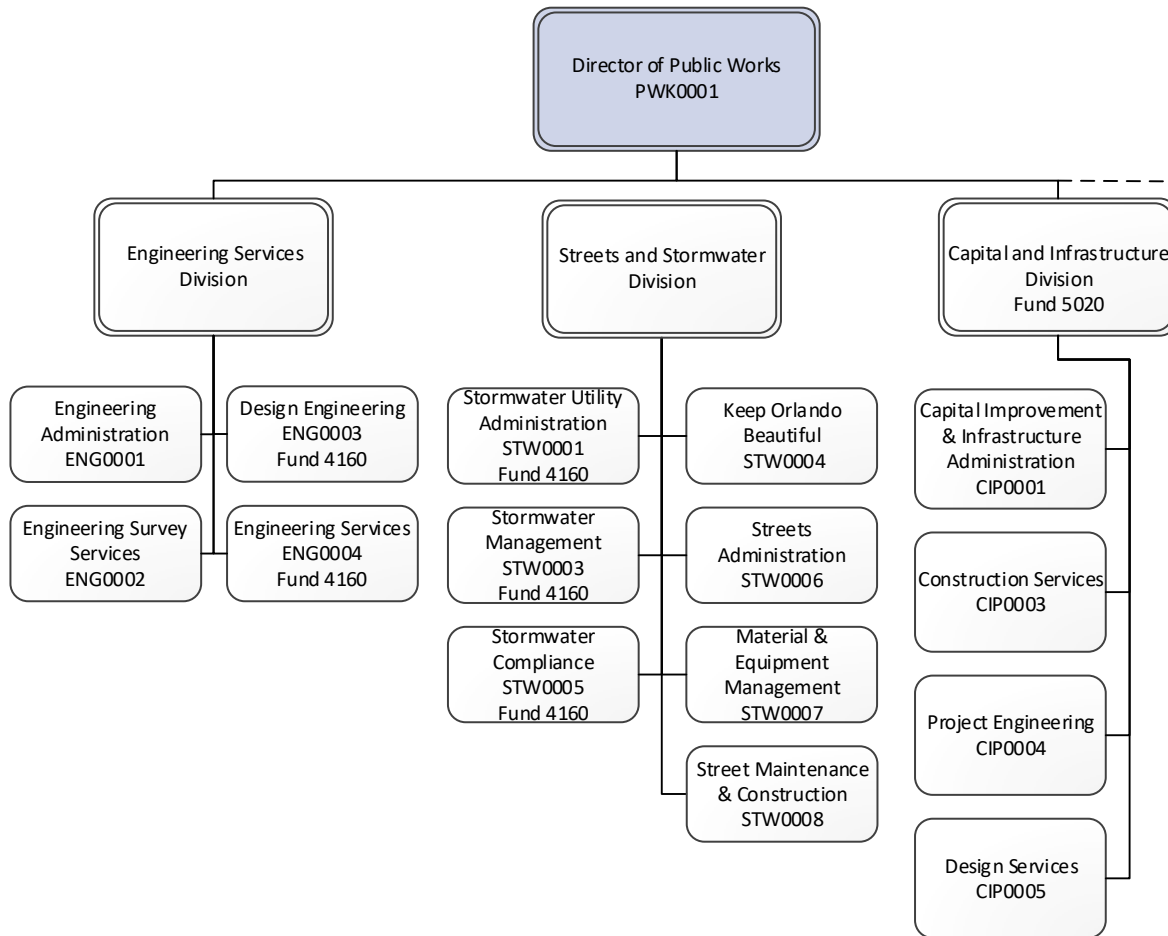 Director of Public Works
PWK0001
Engineering Services
Division
Streets and Stormwater
Division
Capital and Infrastructure
Division
Fund 5020
Engineering
Administration
ENG0001
Design Engineering
ENG0003
Fund 4160
Engineering Survey
Services
ENG0002
Engineering Services
ENG0004
Fund 4160
Stormwater Utility
Administration
STW0001
Fund 4160
Keep Orlando
Beautiful
STW0004
Stormwater
Management
STW0003
Fund 4160
Streets
Administration
STW0006
Stormwater
Compliance
STW0005
Fund 4160
Material &
Equipment
Management
STW0007
Street Maintenance
& Construction
STW0008
Capital Improvement
& Infrastructure
Administration
CIP0001
Construction Services
CIP0003
Project Engineering
CIP0004
Design Services
CIP0005